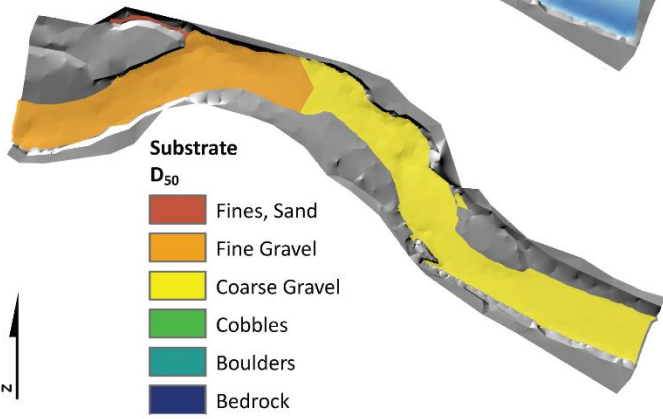 Substrate
D₅₀
Fines, Sand
Fine Gravel
Coarse Gravel
Cobbles
Boulders
Bedrock
N